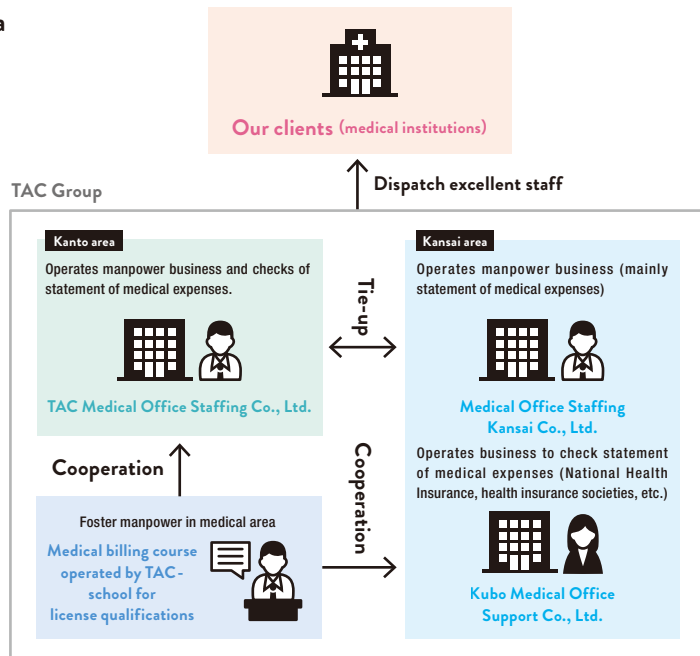 a
Our clients (medical institutions)
Dispatch excellent staff
TAC Group
Kanto area
Operates manpower business and checks of
statement of medical expenses.
TAC Medical Office Staffing Co., Ltd.
Tie-up
Kansai area
Operates manpower business (mainly
statement of medical expenses)
Medical Office Staffing
Kansai Co., Ltd.
Operates business to check statement
of medical expenses (National Health
Insurance, health insurance societies, etc.)
Kubo Medical Office
Support Co., Ltd.
Cooperation
Cooperation
Foster manpower in medical area
Medical billing course
operated by TAC-
school for
license qualifications